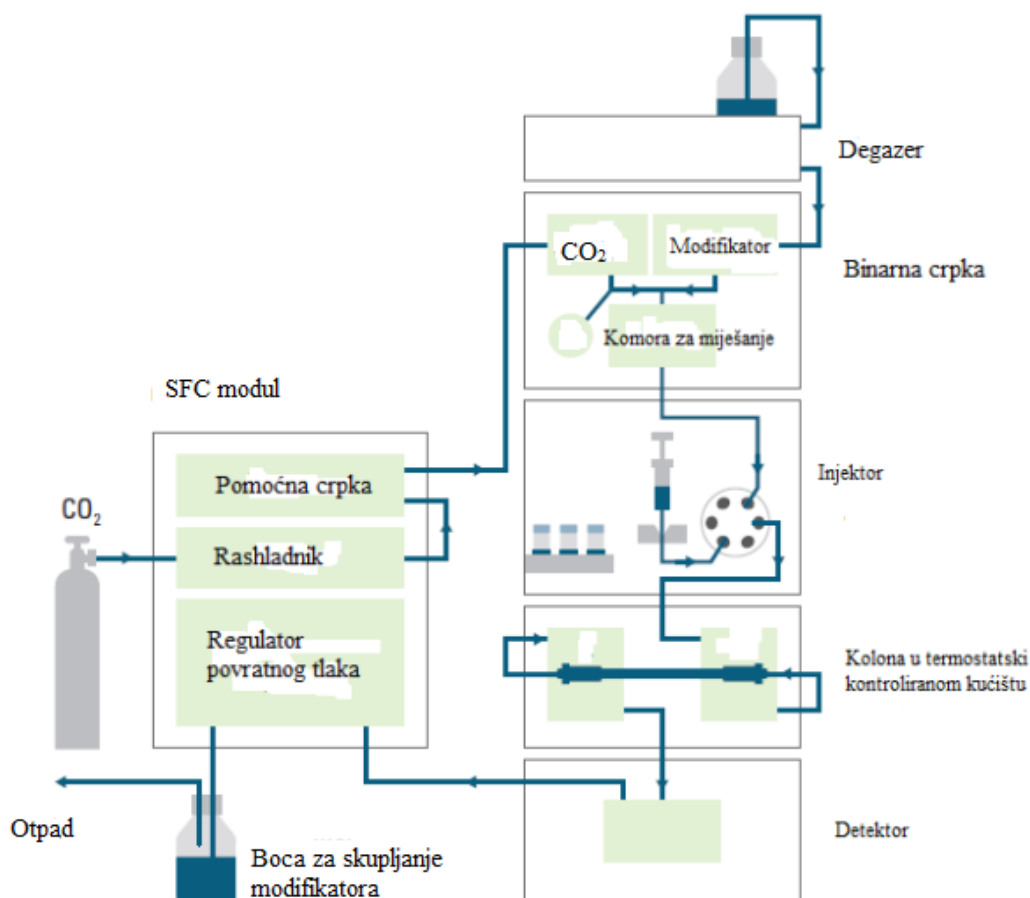 Degazer
CO₂
Modifikator
Binarna crpka
Komora za miješanje
SFC modul
Pomoćna crpka
Injektor
CO₂
Rashladnik
Regulator
povratnog tlaka
Kolona u termostatski
kontroliranom kućištu
Otpad
Boca za skupljanje
modifikatora
Detektor